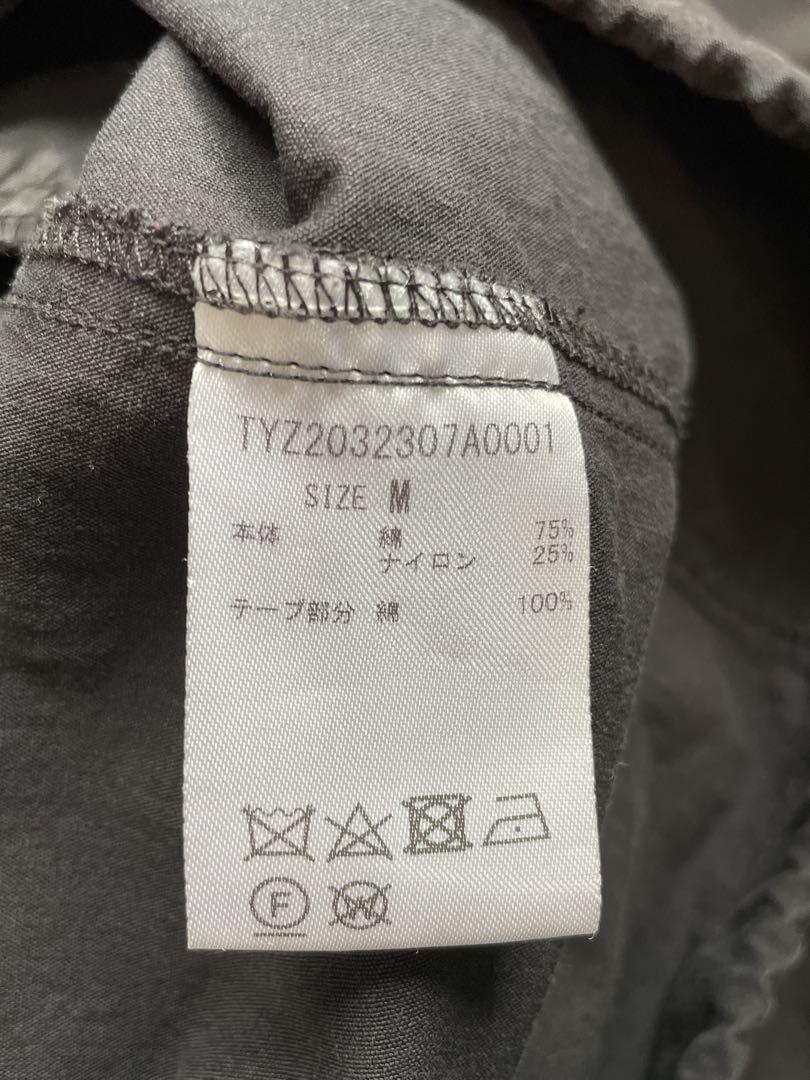 TYZ2032307A0001
SIZE M
本体 綿 75%
ナイロン 25%
テープ部分 綿 100%
F W